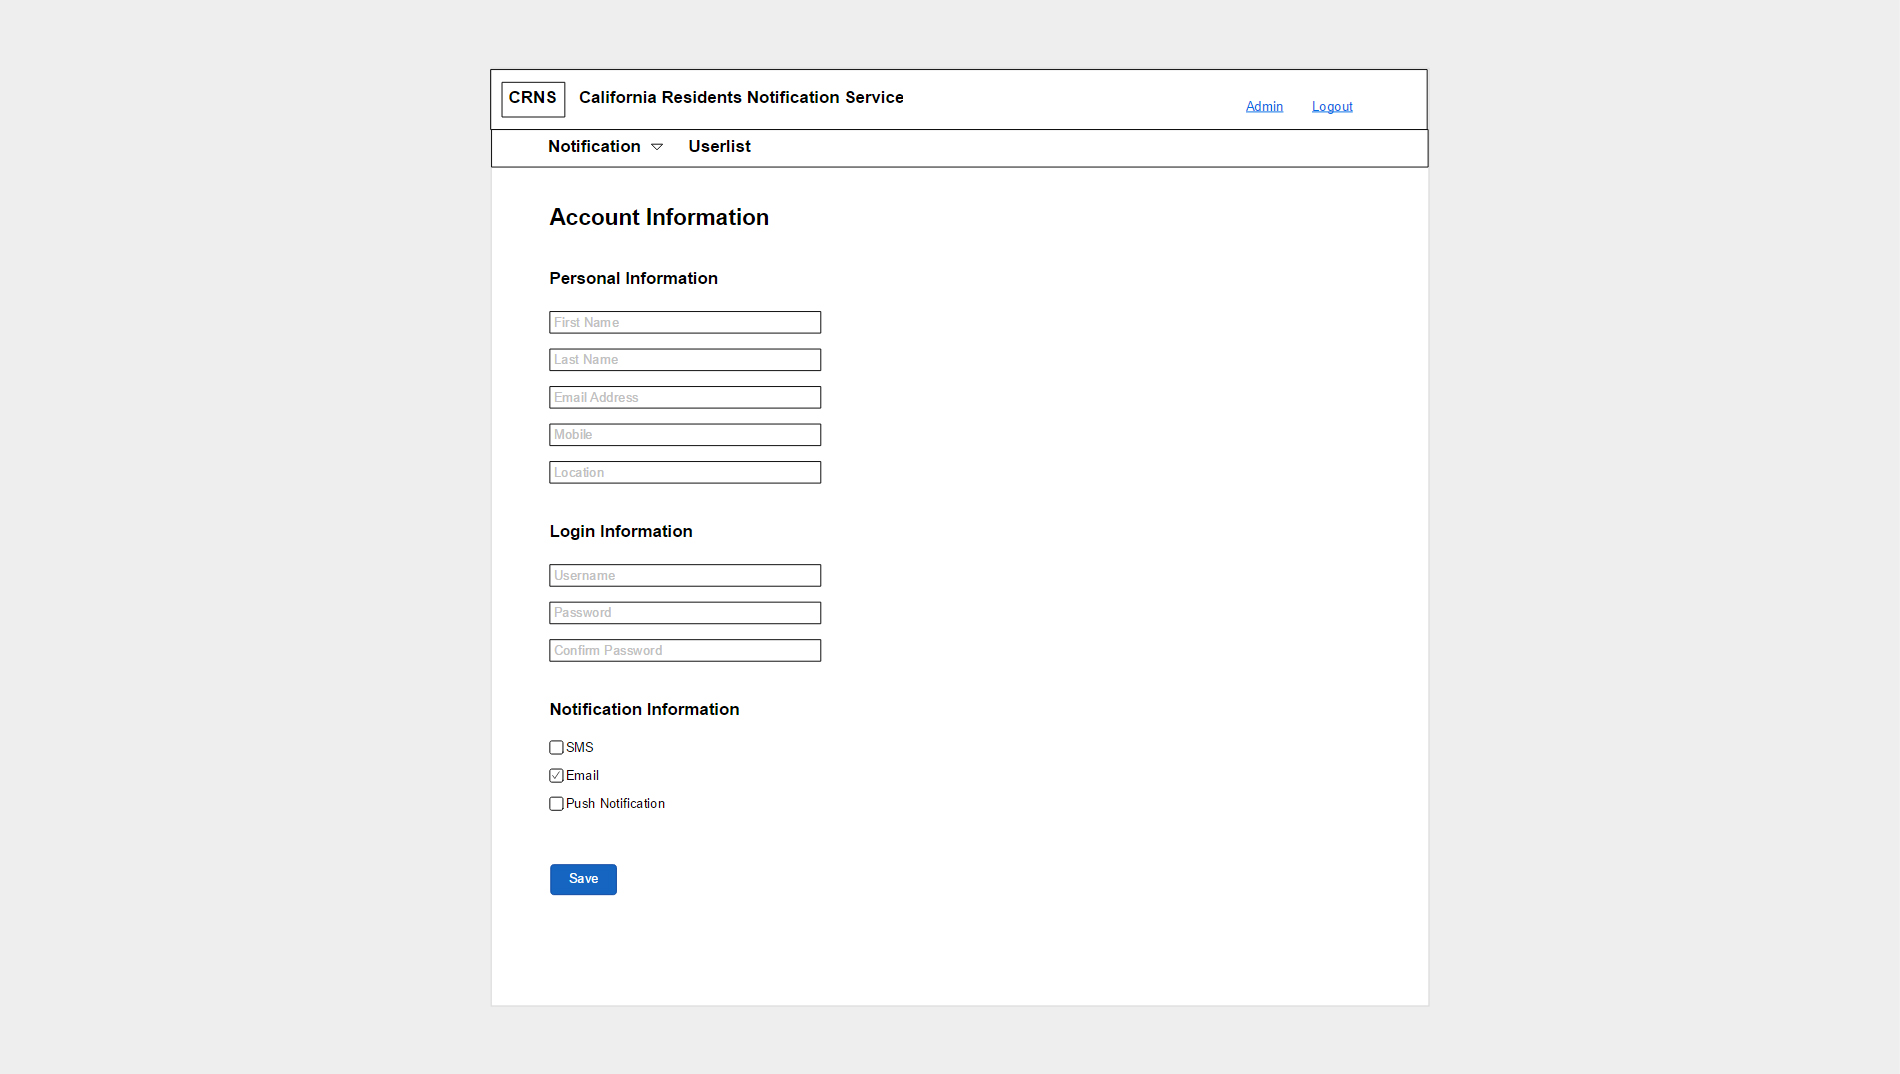 CRNS California Residents Notification Service
Admin Logout
Notification Userlist
Account Information
Personal Information
First Name
Last Name
Email Address
Mobile
Location
Login Information
Username
Password
Confirm Password
Notification Information
SMS
Email
Push Notification
Save